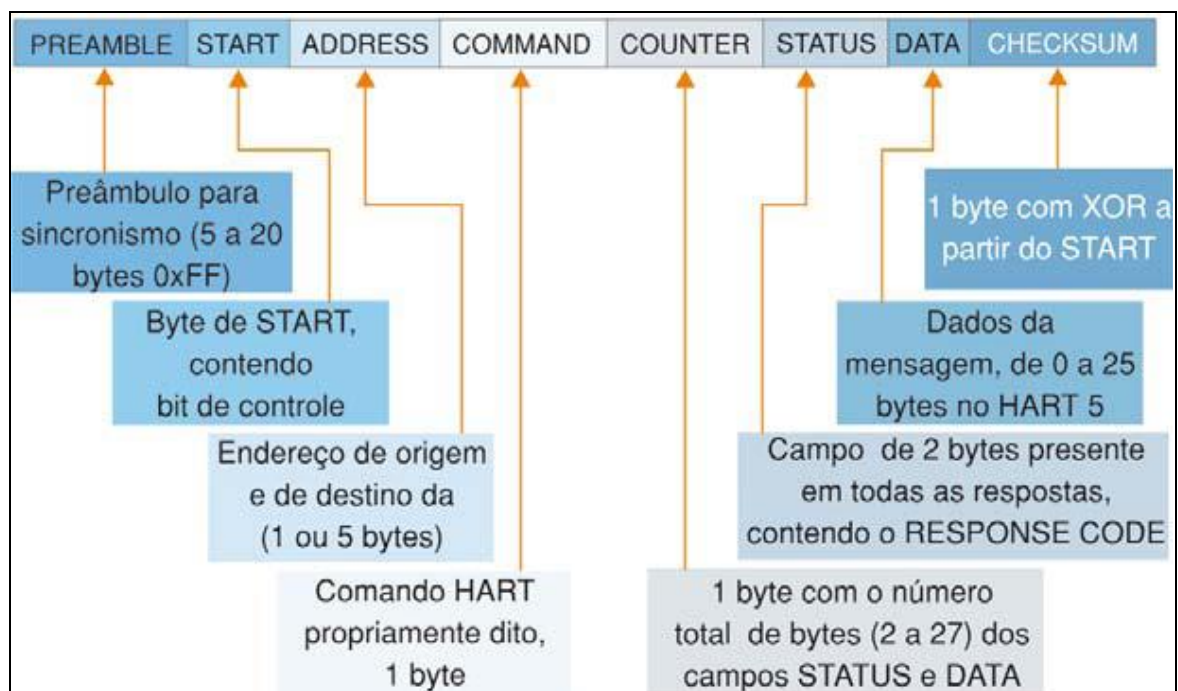 PREAMBLE START ADDRESS COMMAND COUNTER STATUS DATA CHECKSUM
Preâmbulo para
sincronismo (5 a 20
bytes 0xFF)
1 byte com XOR a
partir do START
Byte de START,
contendo
bit de controle
Dados da
mensagem, de 0 a 25
bytes no HART 5
Endereço de origem
e de destino da
(1 ou 5 bytes)
Campo de 2 bytes presente
em todas as respostas,
contendo o RESPONSE CODE
Comando HART
propriamente dito,
1 byte
1 byte com o número
total de bytes (2 a 27) dos
campos STATUS e DATA